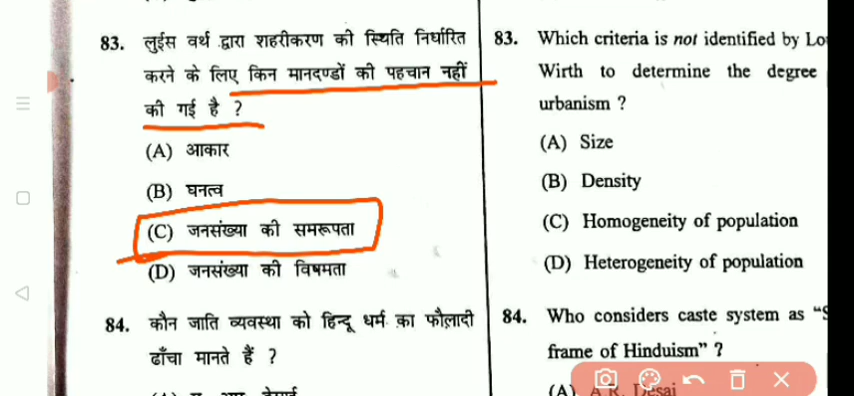 83. लुईस वर्थ द्वारा शहरीकरण की स्थिति निर्धारित
करने के लिए किन मानदण्डों की पहचान नहीं
की गई है ?
(A) आकार
(B) घनत्व
(C) जनसंख्या की समरूपता
(D) जनसंख्या की विषमता
84. कौन जाति व्यवस्था को हिन्दू धर्म का फौलादी
ढाँचा मानते हैं ?
83. Which criteria is not identified by
Wirth to determine the degree
urbanism ?
(A) Size
(B) Density
(C) Homogeneity of population
(D) Heterogeneity of population
84. Who considers caste system as
frame of Hinduism” ?
(A) A.R. Desai